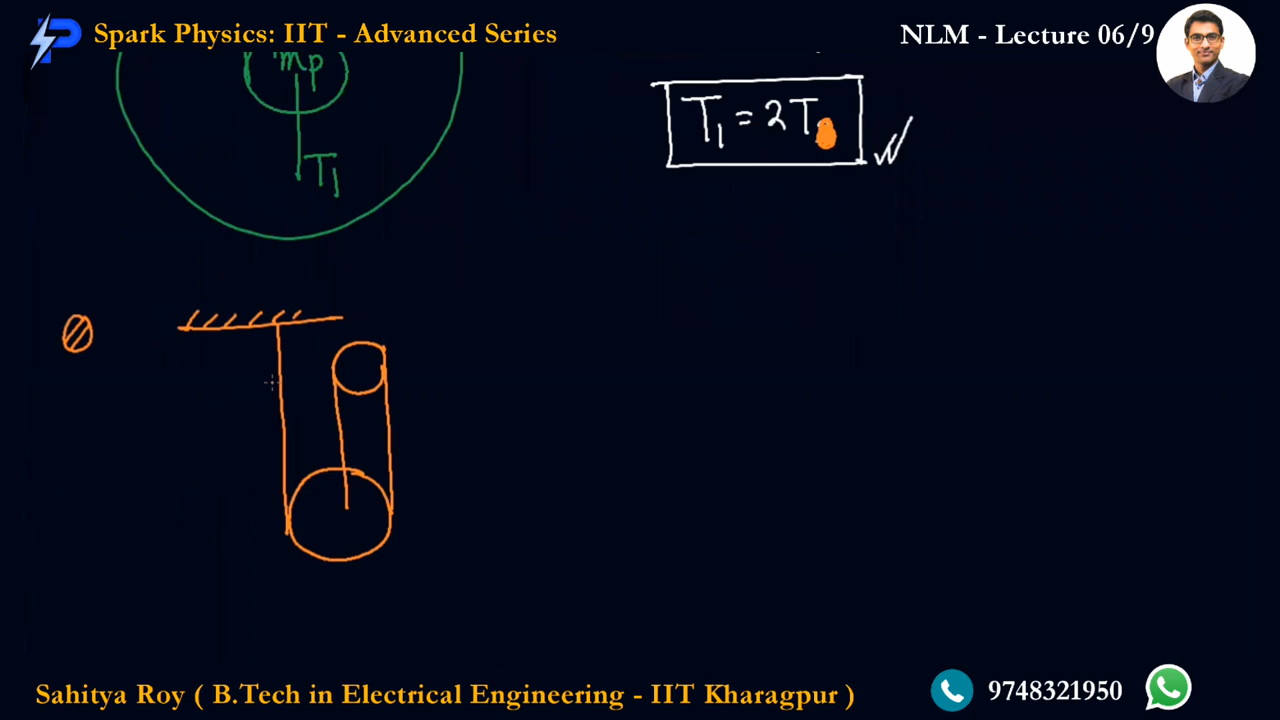 Spark Physics: IIT - Advanced Series
NLM - Lecture 06/9
mp
T1
T1 = 2T
Sahitya Roy ( B.Tech in Electrical Engineering - IIT Kharagpur )
9748321950